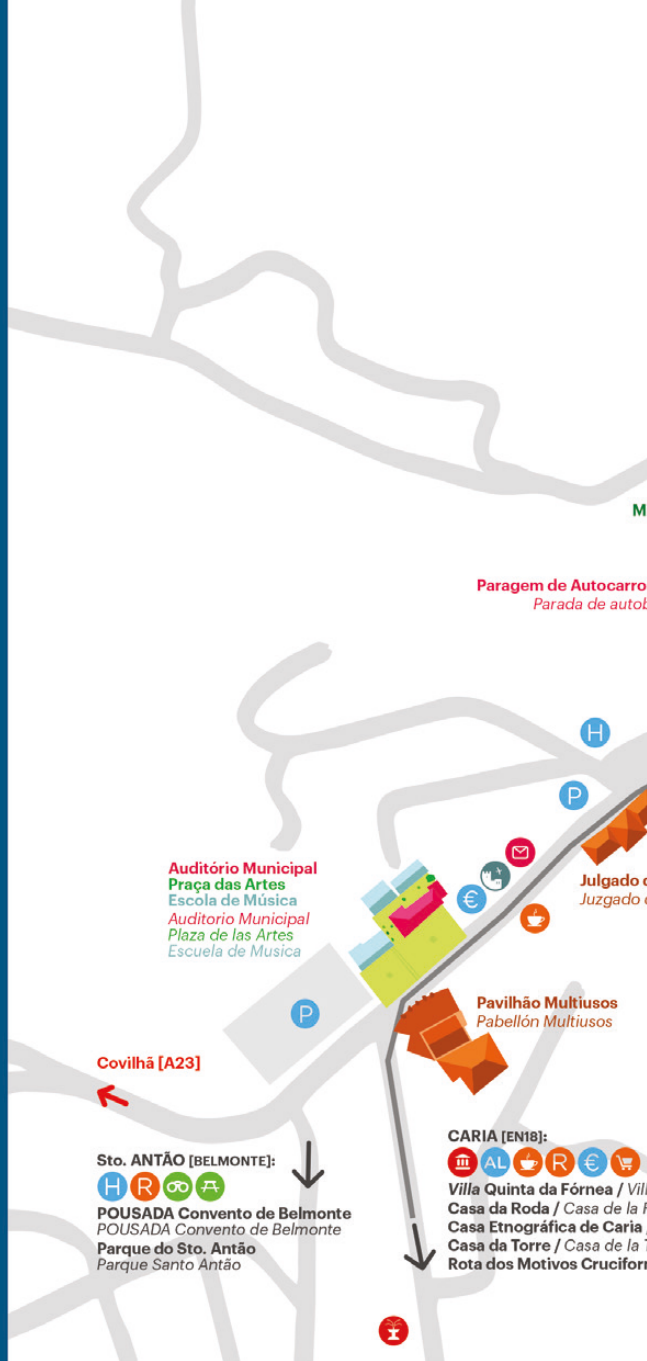 M
Paragem de Autocarro
Parada de autob
H
P
Auditório Municipal
Praça das Artes
Escola de Música
Auditorio Municipal
Plaza de las Artes
Escuela de Musica
€
Julgado d
Juzgado d
P
Pavilhão Multiusos
Pabellón Multiusos
Covilhã [A23]
Sto. ANTÃO [BELMONTE]:
H R
POUSADA Convento de Belmonte
POUSADA Convento de Belmonte
Parque do Sto. Antão
Parque Santo Antão
CARIA [EN18]:
AL R €
Villa Quinta da Fórnea / Vill
Casa da Roda / Casa de la R
Casa Etnográfica de Caria /
Casa da Torre / Casa de la T
Rota dos Motivos Cruciform